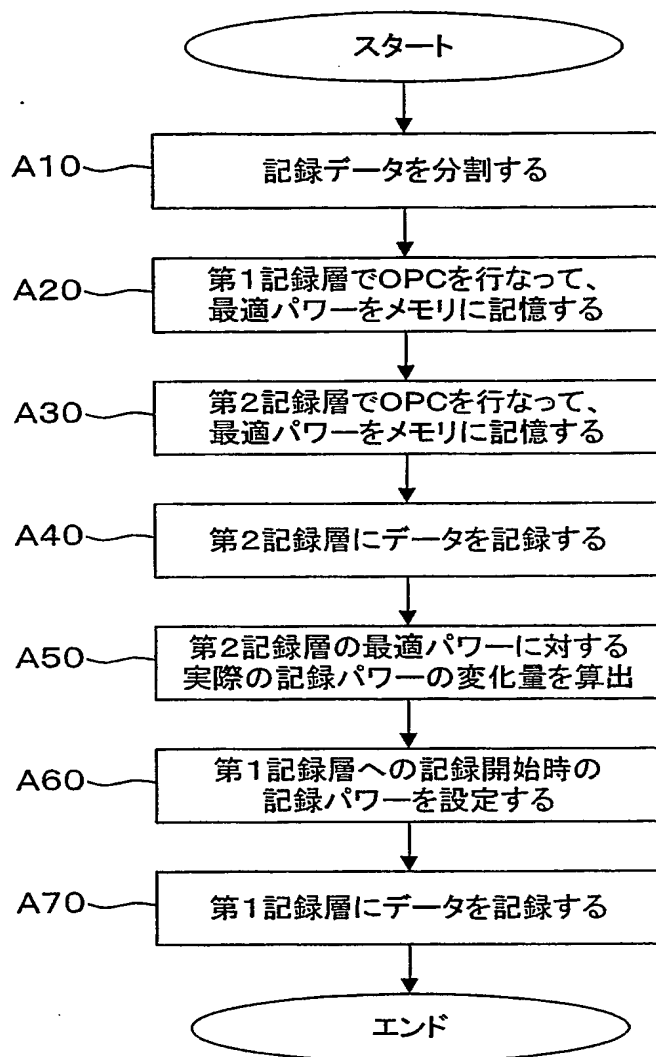 スタート
A10
記録データを分割する
A20
第1記録層でOPCを行なって、
最適パワーをメモリに記憶する
A30
第2記録層でOPCを行なって、
最適パワーをメモリに記憶する
A40
第2記録層にデータを記録する
A50
第2記録層の最適パワーに対する
実際の記録パワーの変化量を算出
A60
第1記録層への記録開始時の
記録パワーを設定する
A70
第1記録層にデータを記録する
エンド